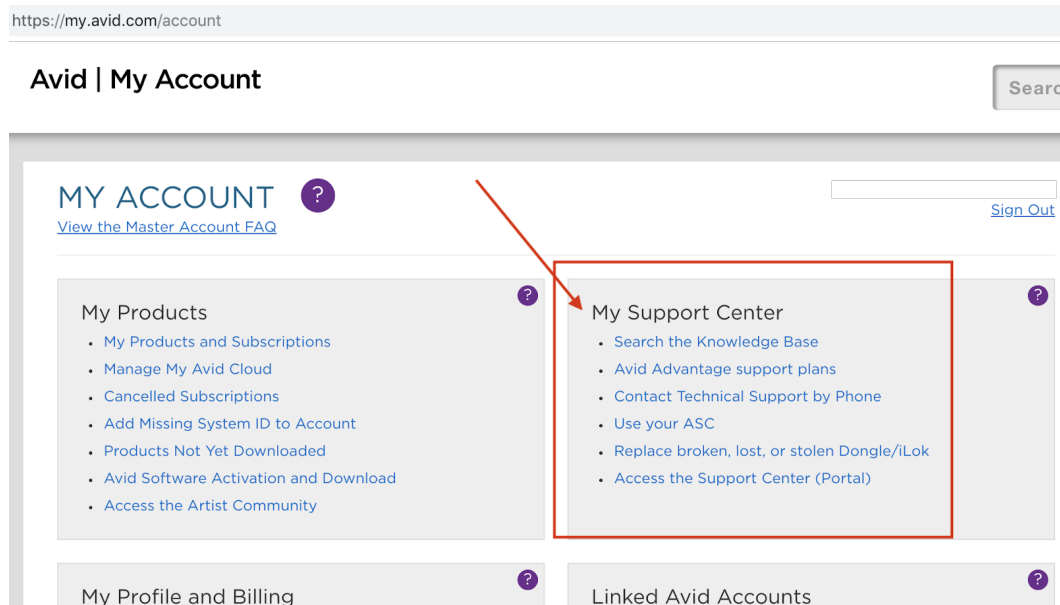 https://my.avid.com/account
Avid | My Account
MY ACCOUNT ?
View the Master Account FAQ
Sign Out
My Products
?
• My Products and Subscriptions
• Manage My Avid Cloud
• Cancelled Subscriptions
• Add Missing System ID to Account
• Products Not Yet Downloaded
• Avid Software Activation and Download
• Access the Artist Community
My Support Center
?
• Search the Knowledge Base
• Avid Advantage support plans
• Contact Technical Support by Phone
• Use your ASC
• Replace broken, lost, or stolen Dongle/iLok
• Access the Support Center (Portal)
My Profile and Billing
?
Linked Avid Accounts
?